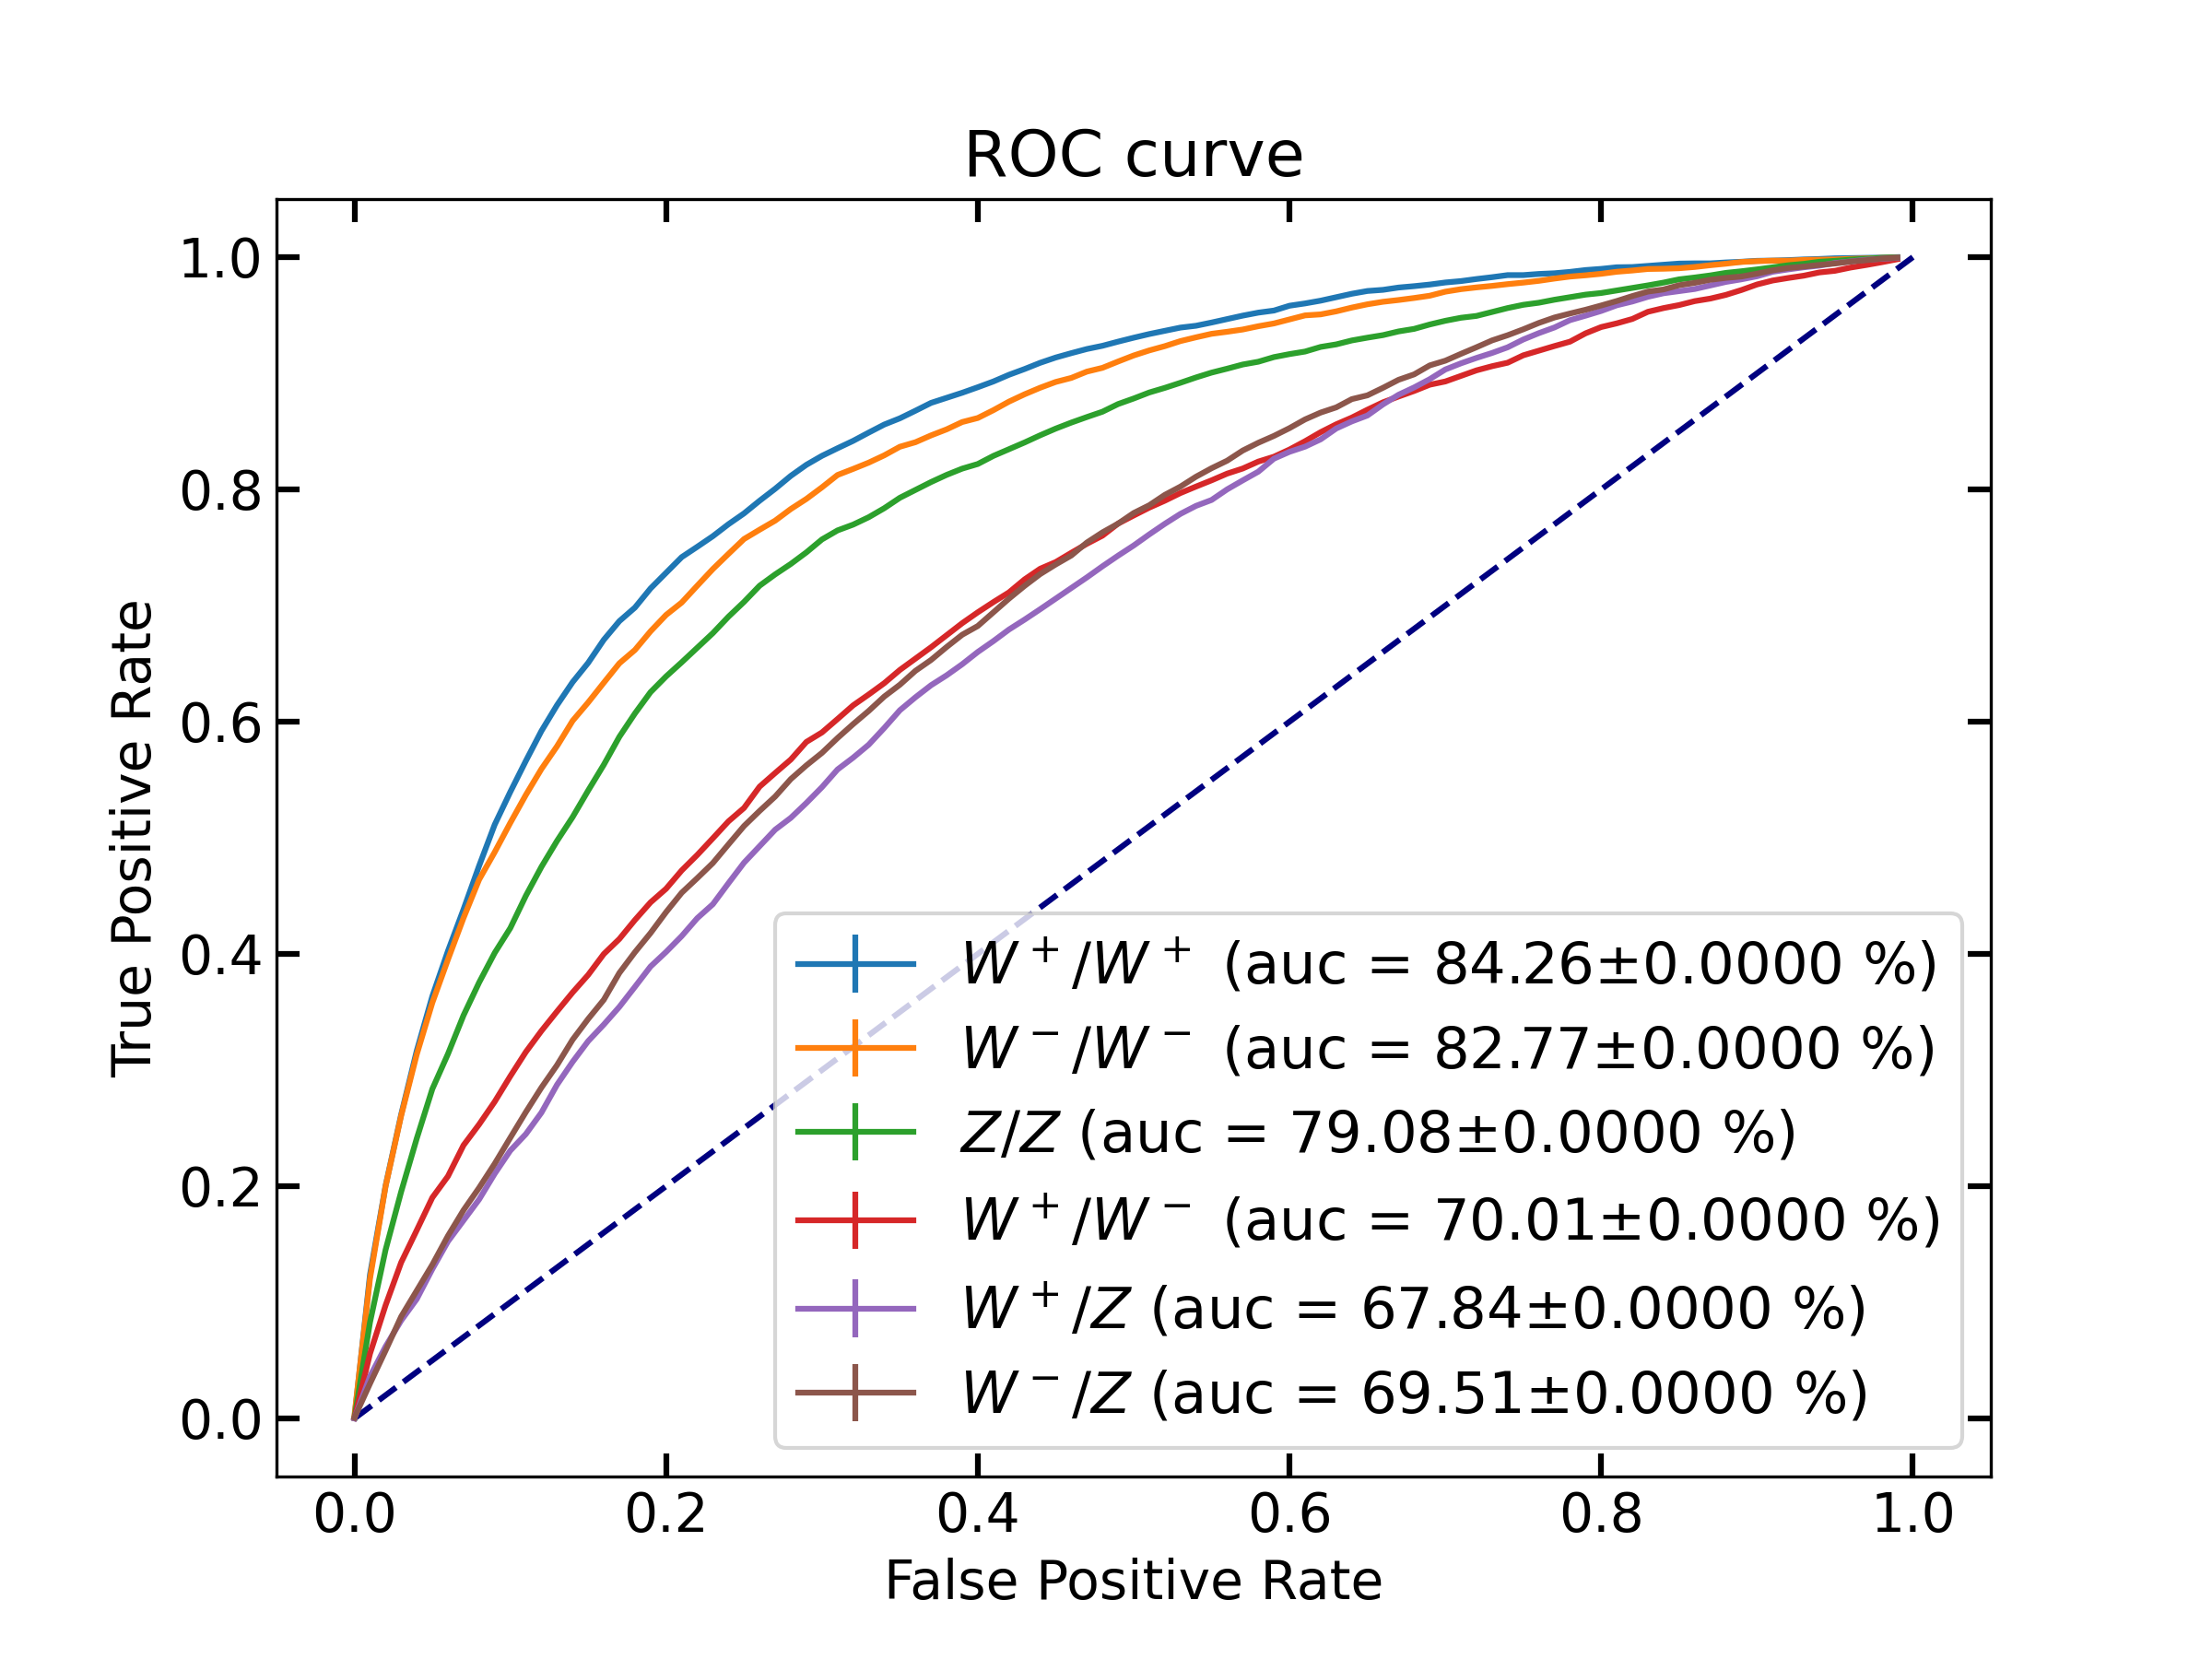 ROC curve
True Positive Rate
1.0
0.8
0.6
0.4
0.2
0.0
W⁺/W⁺ (auc = 84.26±0.0000 %)
W⁻/W⁻ (auc = 82.77±0.0000 %)
Z/Z (auc = 79.08±0.0000 %)
W⁺/W⁻ (auc = 70.01±0.0000 %)
W⁺/Z (auc = 67.84±0.0000 %)
W⁻/Z (auc = 69.51±0.0000 %)
0.0 0.2 0.4 0.6 0.8 1.0
False Positive Rate